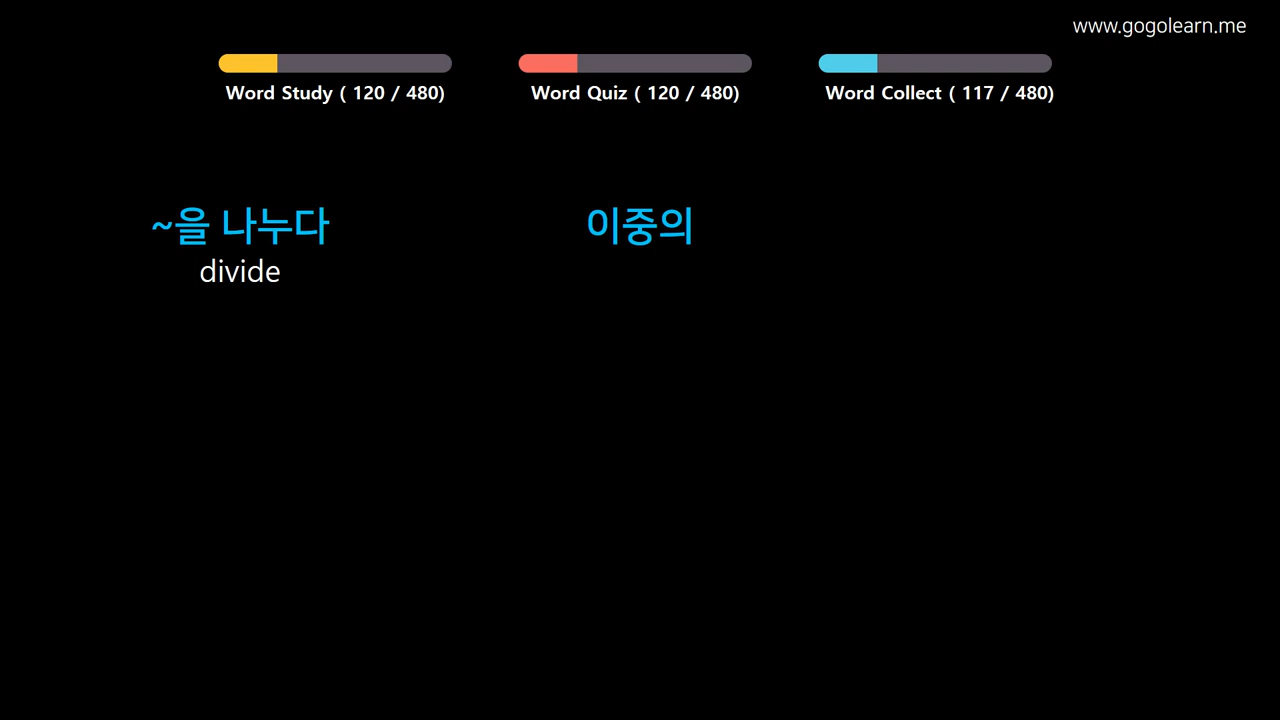 www.gogolearn.me
Word Study ( 120 / 480)
Word Quiz ( 120 / 480)
Word Collect ( 117 / 480)
~을 나누다
divide
이중의